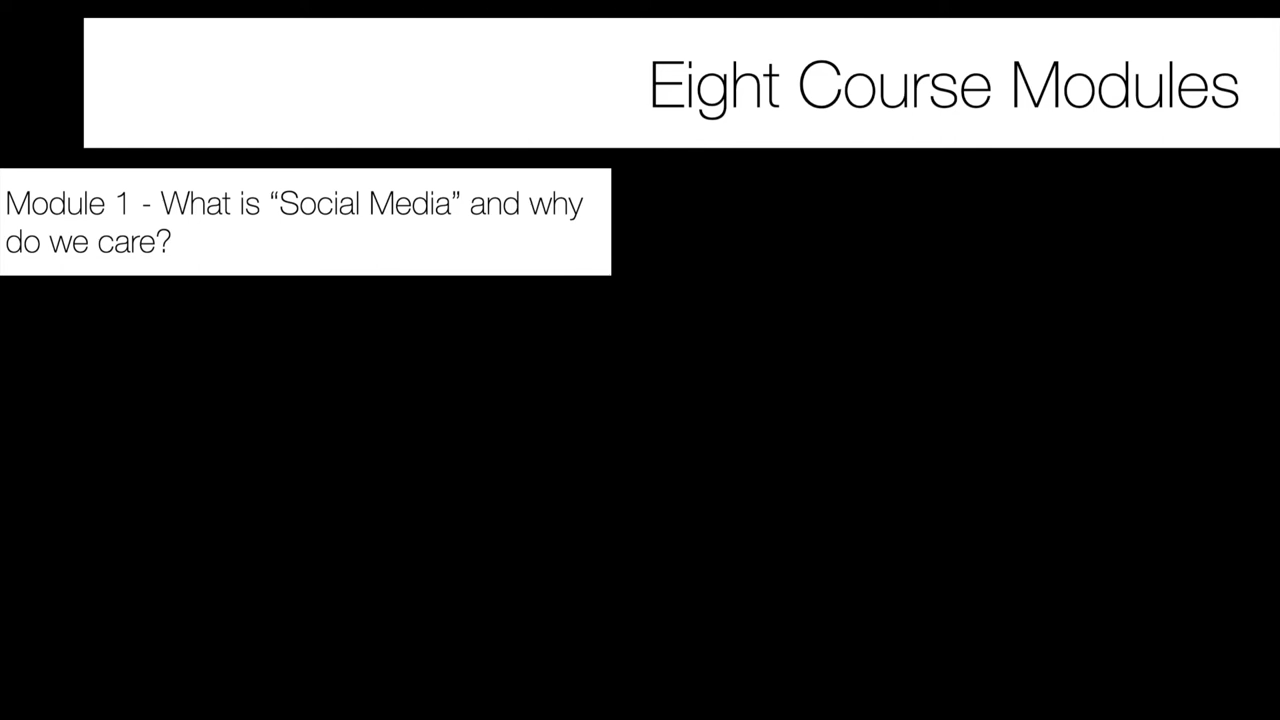 Eight Course Modules
Module 1 - What is “Social Media” and why
do we care?